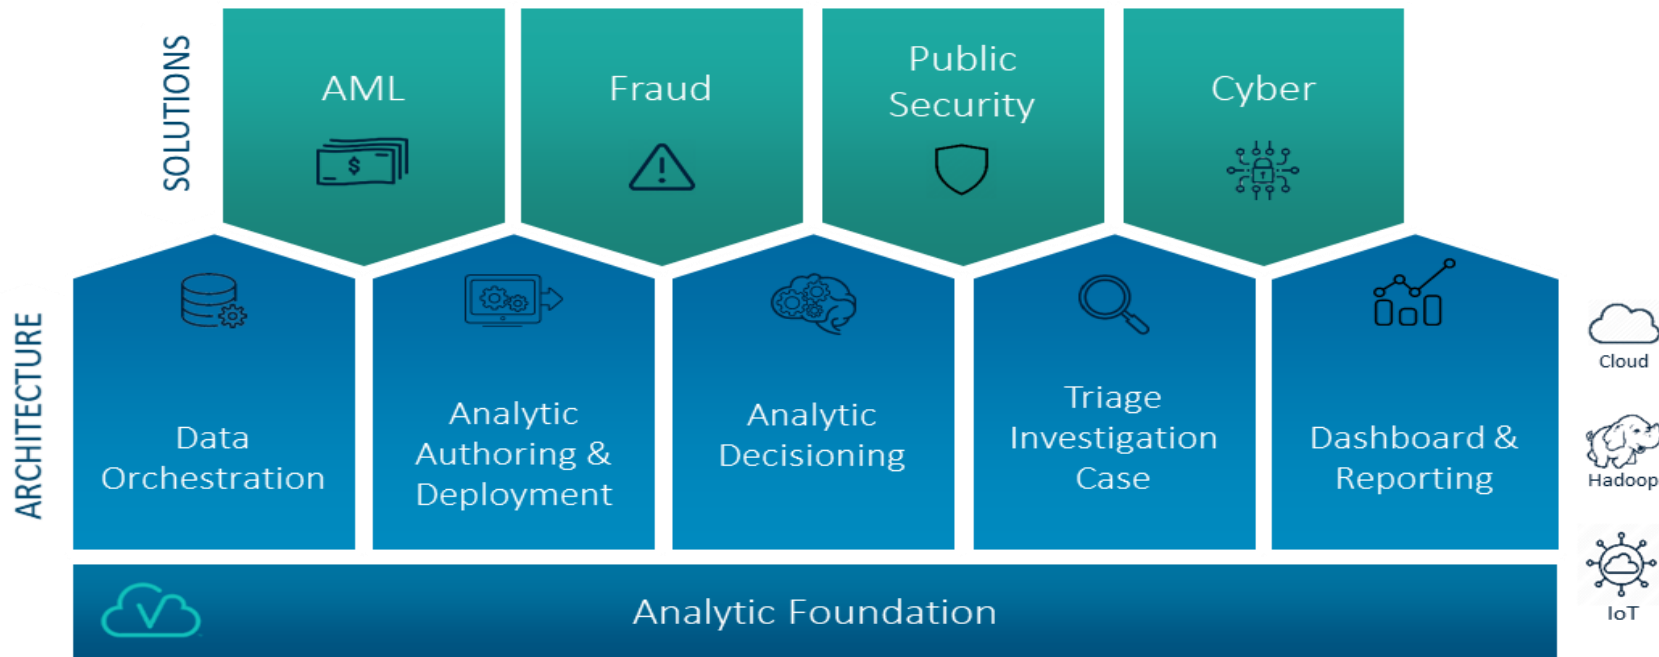 SOLUTIONS
AML
Fraud
Public
Security
Cyber
$
ARCHITECTURE
Data
Orchestration
Analytic
Authoring &
Deployment
Analytic
Decisioning
Triage
Investigation
Case
Dashboard &
Reporting
Cloud
Hadoop
IoT
Analytic Foundation